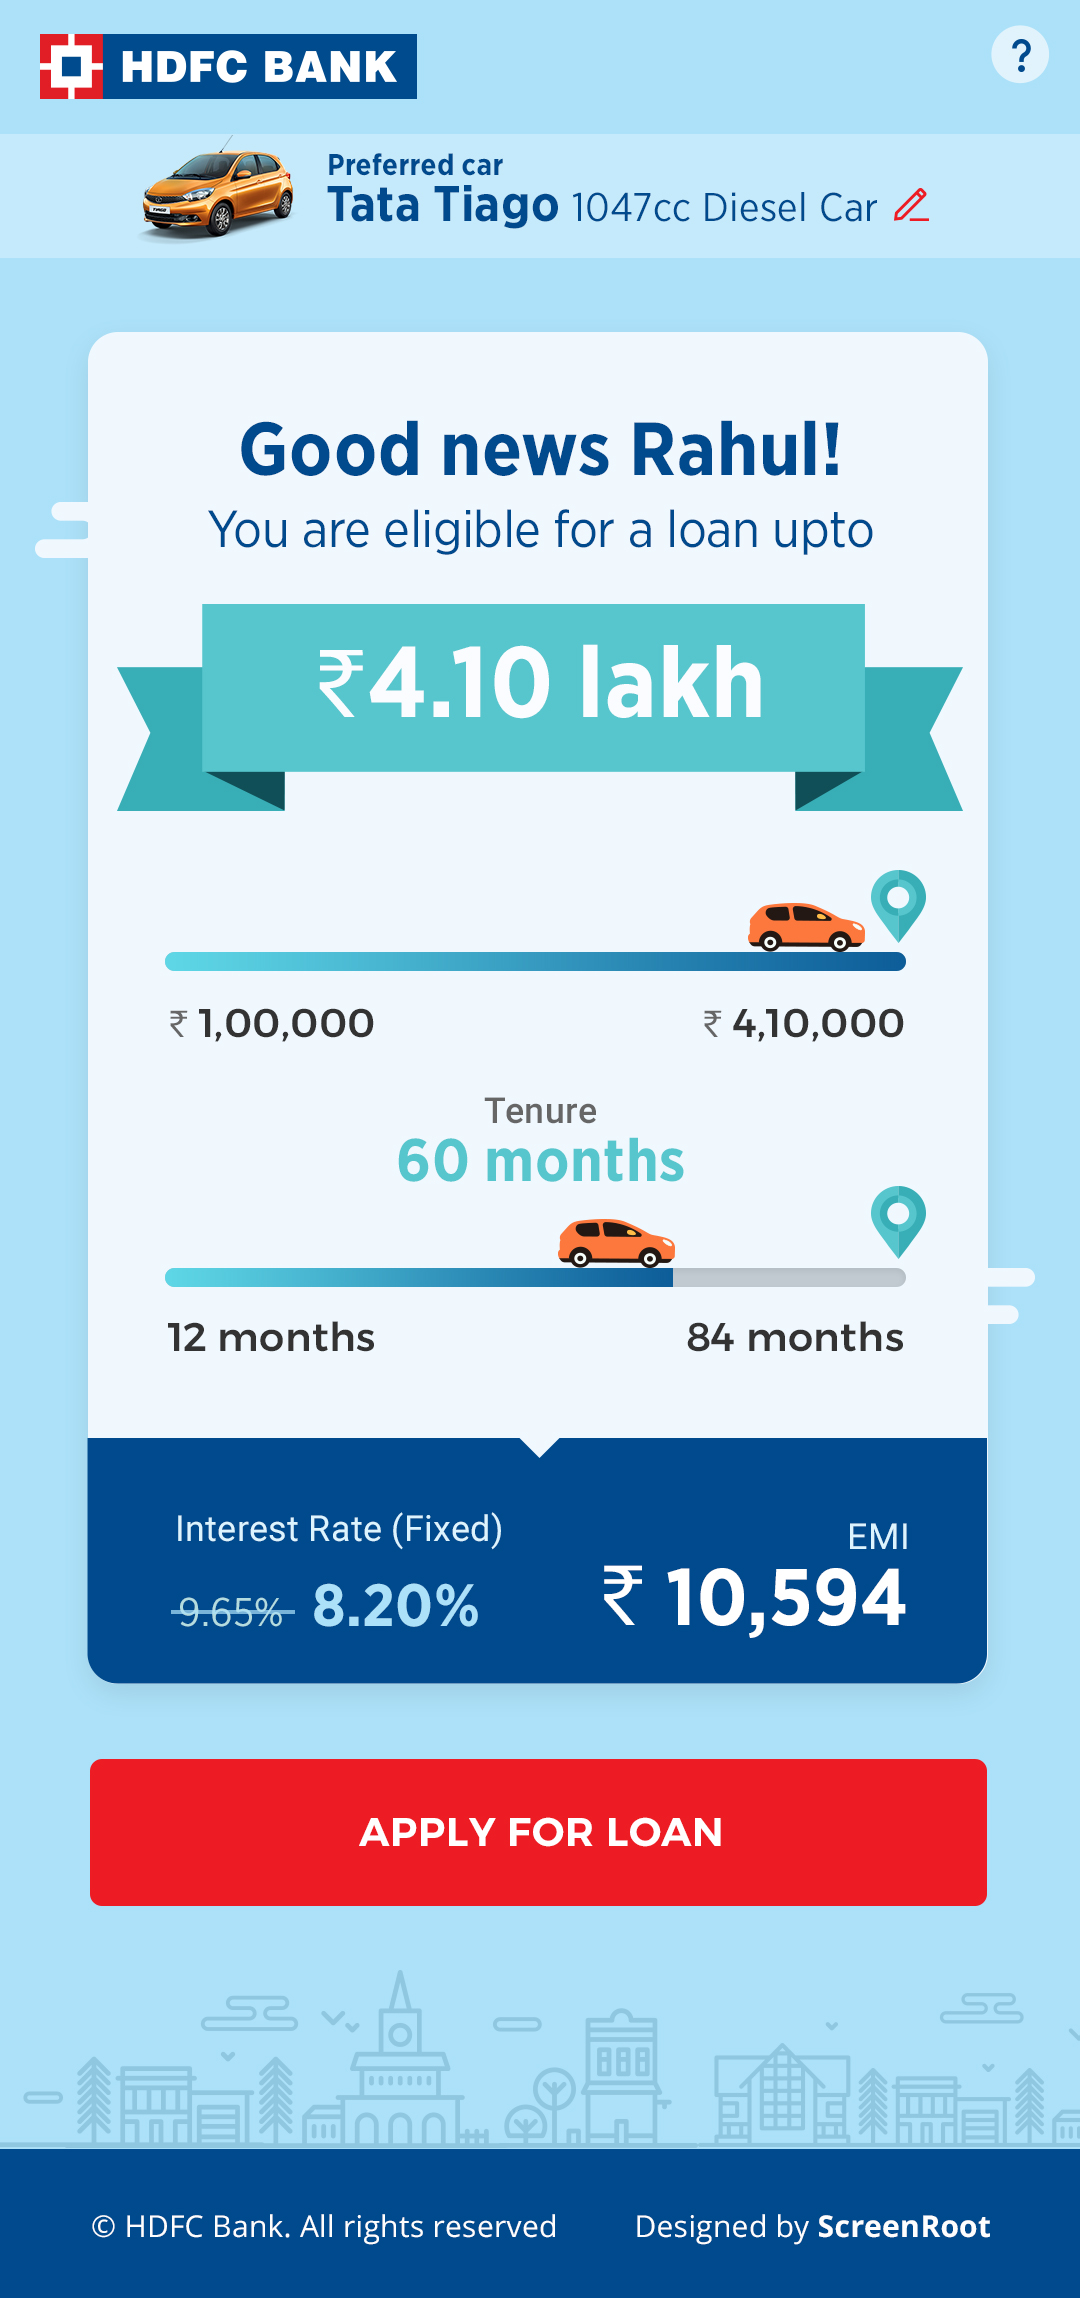 HDFC BANK
?
Preferred car
Tata Tiago 1047cc Diesel Car
Good news Rahul!
You are eligible for a loan upto
₹4.10 lakh
₹ 1,00,000
₹ 4,10,000
Tenure
60 months
12 months
84 months
Interest Rate (Fixed)
9.65% 8.20%
EMI
₹ 10,594
APPLY FOR LOAN
© HDFC Bank. All rights reserved
Designed by ScreenRoot